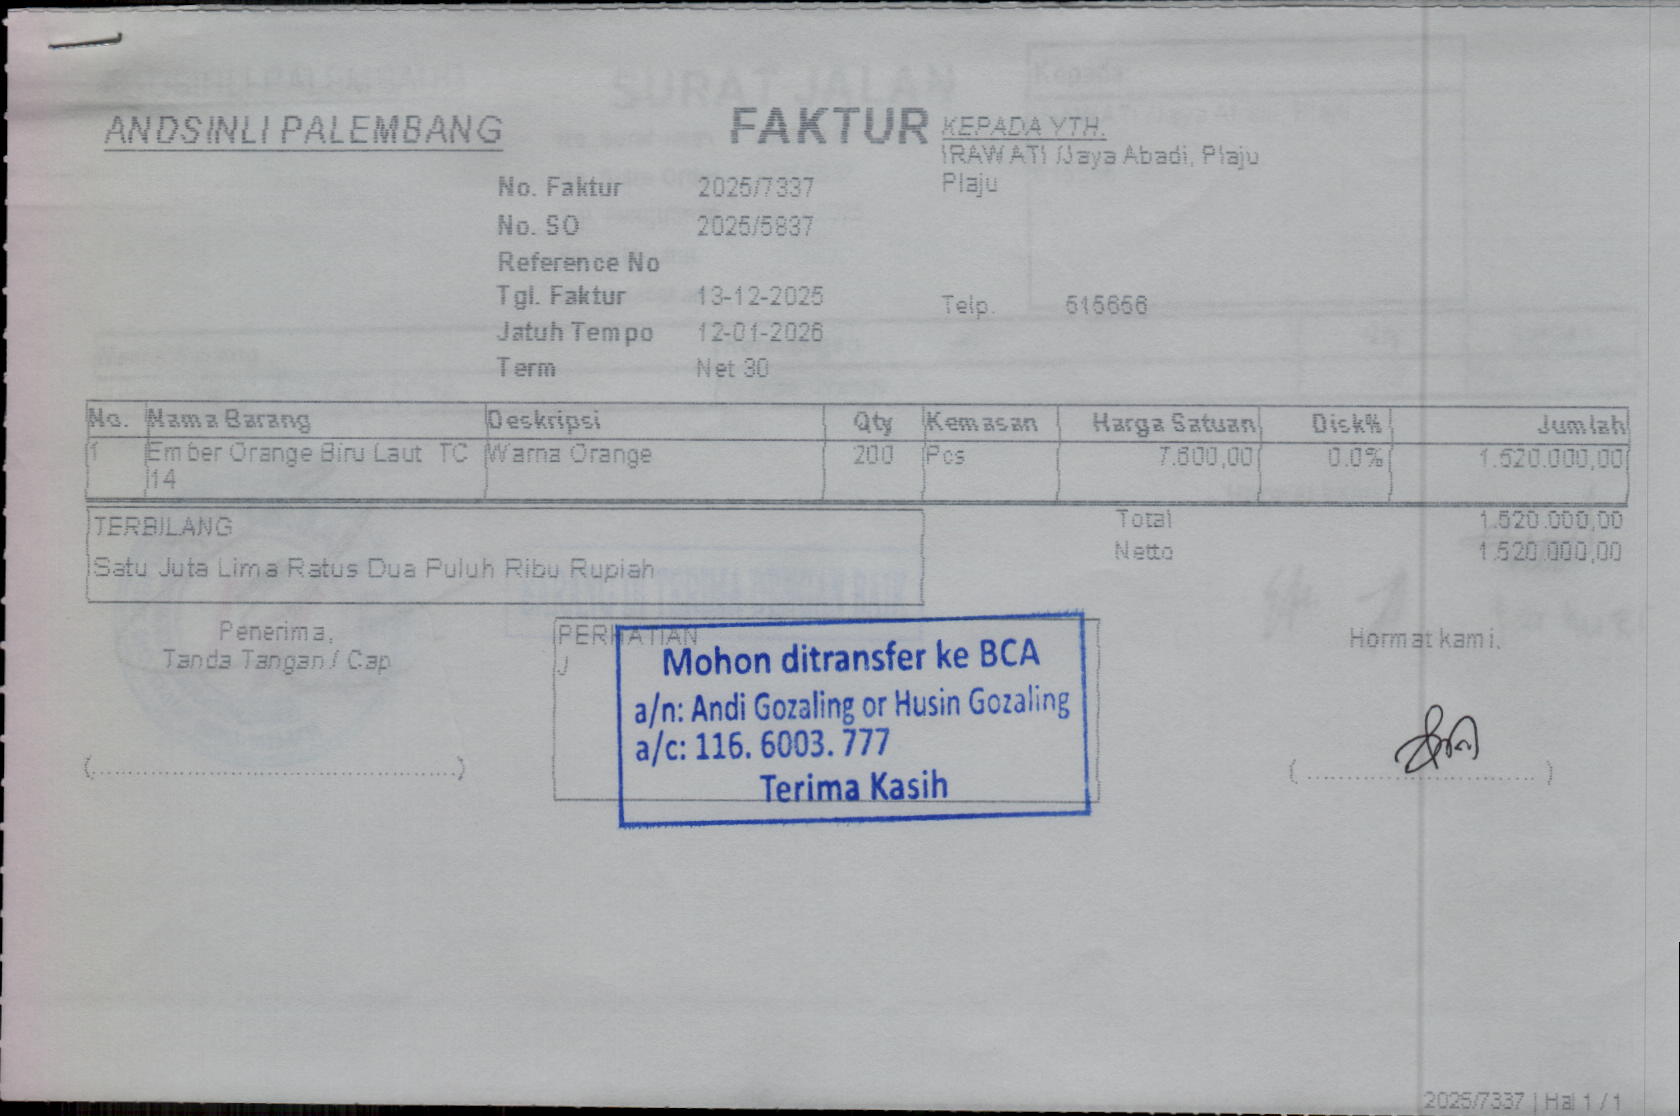 ANDSINLI PALEMBANG
FAKTUR
KEPADA YTH.
IRAWATI /Jaya Abadi, Plaju
Plaju
No. Faktur 2025/7337
No. SO 2025/5837
Reference No
Tgl. Faktur 13-12-2025
Telp. 515656
Jatuh Tempo 12-01-2026
Term Net 30
No. Nama Barang Deskripsi Qty Kemasan Harga Satuan Disk% Jumlah
1 Ember Orange Biru Laut TC Warna Orange 200 Pcs 7.600,00 0.0% 1.520.000,00
14
TERBILANG
Satu Juta Lima Ratus Dua Puluh Ribu Rupiah
Total 1.520.000,00
Netto 1.520.000,00
Penerima,
Tanda Tangan / Cap
PERHATIAN
J
Mohon ditransfer ke BCA
a/n: Andi Gozaling or Husin Gozaling
a/c: 116. 6003. 777
Terima Kasih
Hormat kami,
2025/7337 | Hal 1 / 1